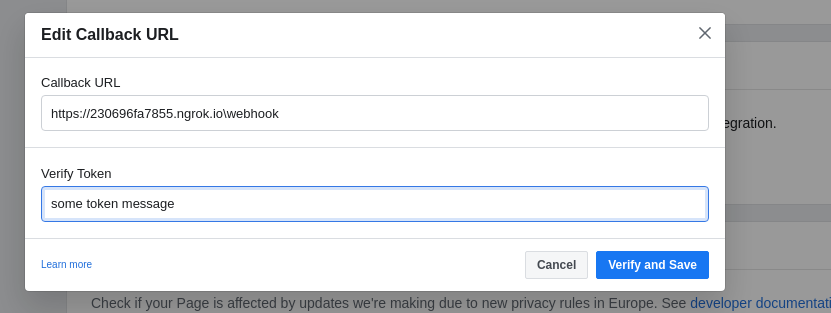 Edit Callback URL
Callback URL
https://230696fa7855.ngrok.io\webhook
egration.
Verify Token
some token message
Learn more
Cancel
Verify and Save
Check if your Page is affected by updates we're making due to new privacy rules in Europe. See developer documentati